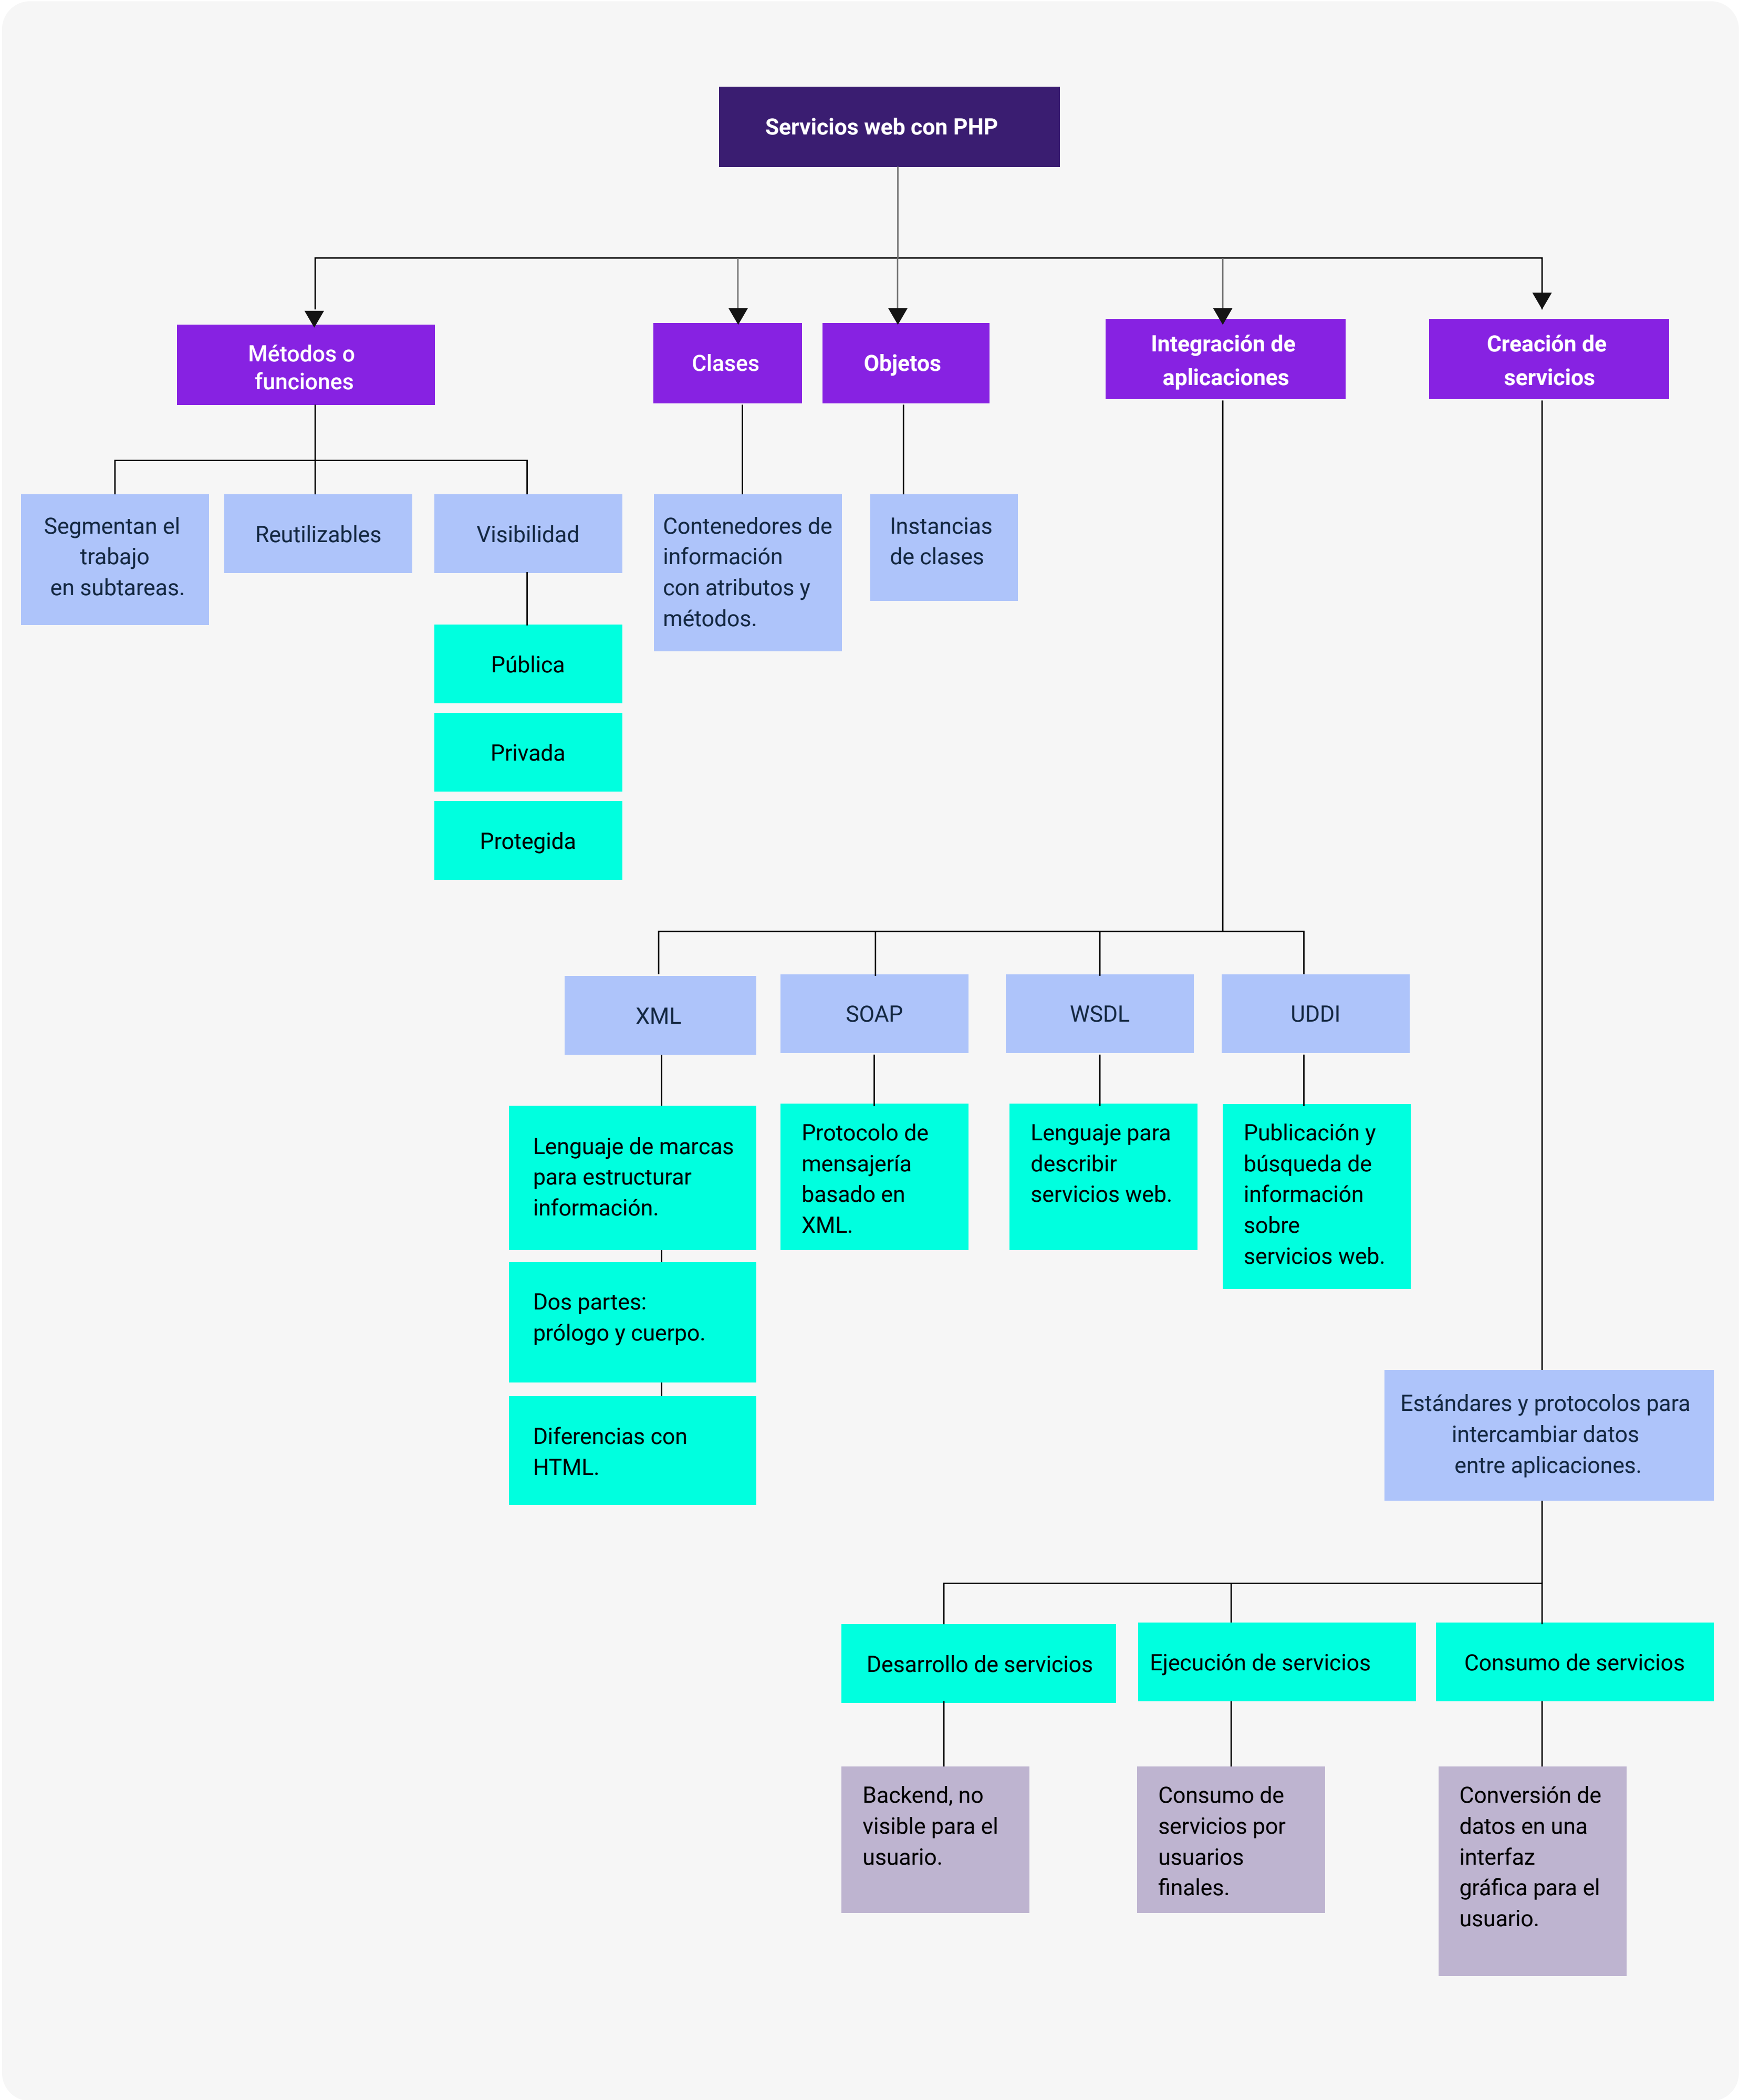 Servicios web con PHP
Métodos o
funciones
Clases
Objetos
Integración de
aplicaciones
Creación de
servicios
Segmentan el
trabajo
en subtareas.
Reutilizables
Visibilidad
Contenedores de
información
con atributos y
métodos.
Instancias
de clases
Pública
Privada
Protegida
XML
SOAP
WSDL
UDDI
Lenguaje de marcas
para estructurar
información.
Protocolo de
mensajería
basado en
XML.
Lenguaje para
describir
servicios web.
Publicación y
búsqueda de
información
sobre
servicios web.
Dos partes:
prólogo y cuerpo.
Diferencias con
HTML.
Estándares y protocolos para
intercambiar datos
entre aplicaciones.
Desarrollo de servicios
Ejecución de servicios
Consumo de servicios
Backend, no
visible para el
usuario.
Consumo de
servicios por
usuarios
finales.
Conversión de
datos en una
interfaz
gráfica para el
usuario.